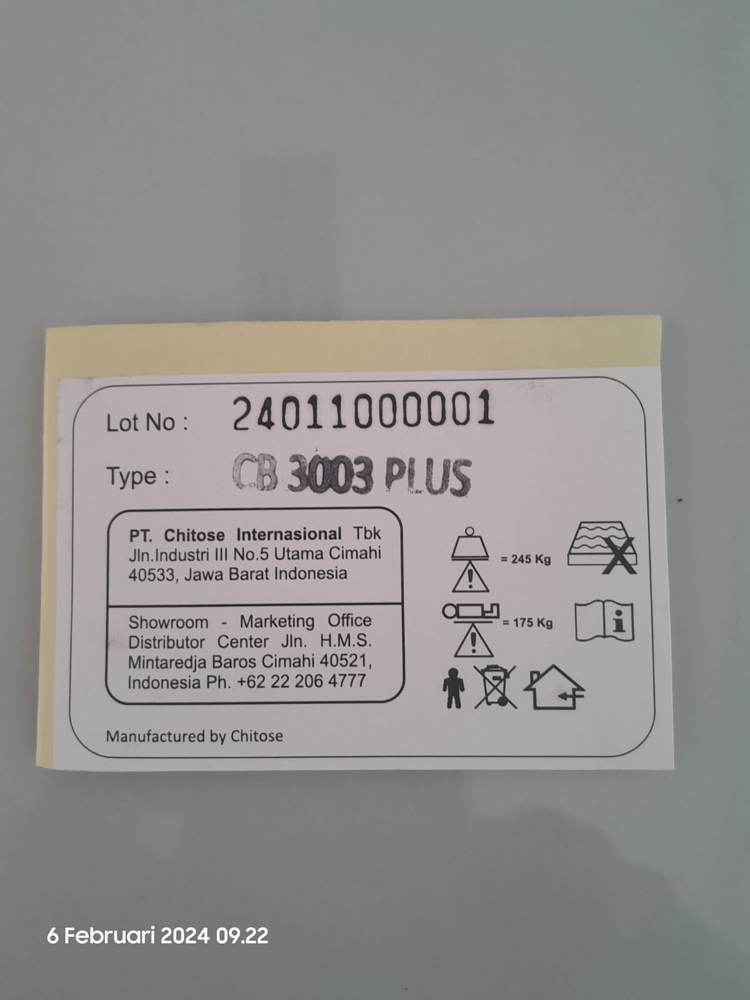 Lot No : 24011000001
Type : CB 3003 PLUS
PT. Chitose Internasional Tbk
Jln.Industri III No.5 Utama Cimahi
40533, Jawa Barat Indonesia
Showroom - Marketing Office
Distributor Center Jln. H.M.S.
Mintaredja Baros Cimahi 40521,
Indonesia Ph. +62 22 206 4777
= 245 Kg
= 175 Kg
Manufactured by Chitose
6 Februari 2024 09.22